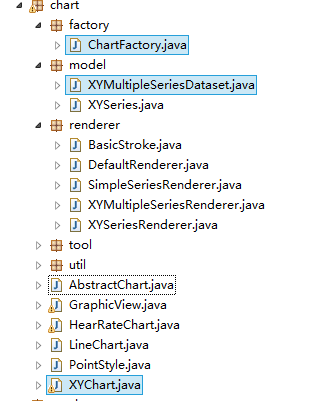 chart
factory
ChartFactory.java
model
XYMultipleSeriesDataset.java
XYSeries.java
renderer
BasicStroke.java
DefaultRenderer.java
SimpleSeriesRenderer.java
XYMultipleSeriesRenderer.java
XYSeriesRenderer.java
tool
util
AbstractChart.java
GraphicView.java
HearRateChart.java
LineChart.java
PointStyle.java
XYChart.java